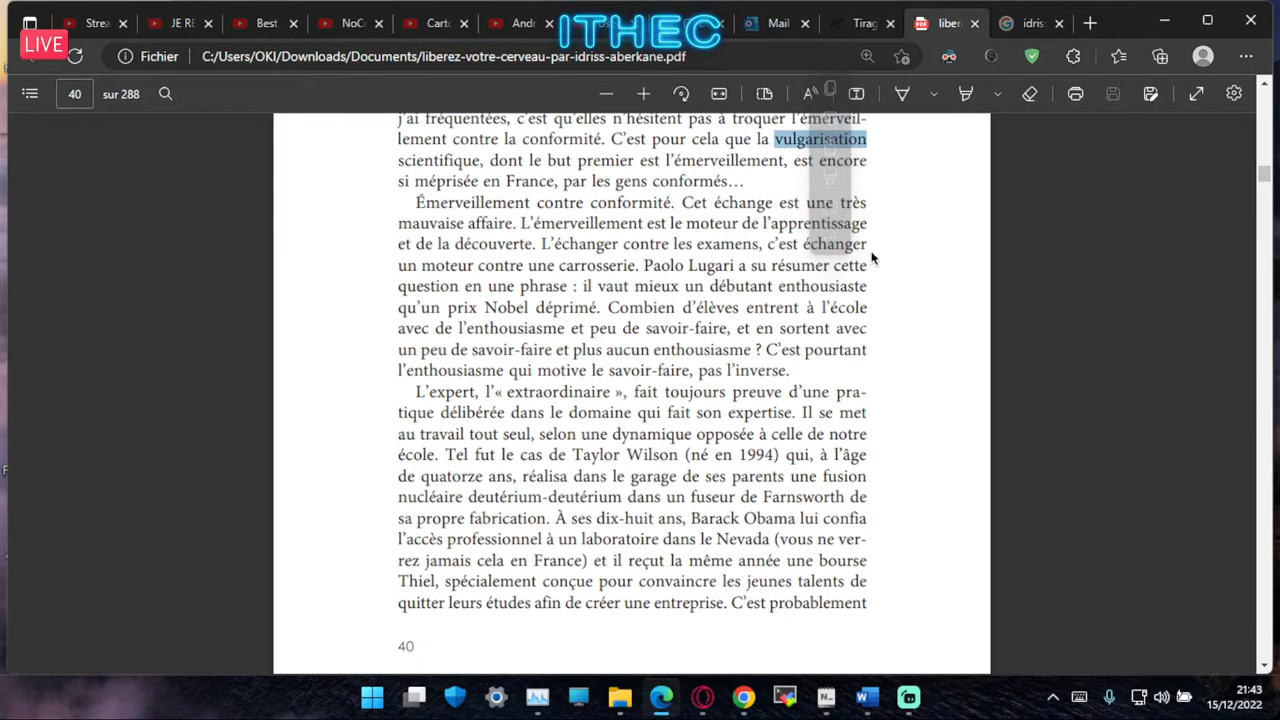 Strea
JE RE
Best
NoCo
Carto
Andr
Mail
Tirag
liber
idris
ITHEC
LIVE
Fichier
C:/Users/OKI/Downloads/Documents/liberez-votre-cerveau-par-idriss-aberkane.pdf
40 sur 288
j'ai fréquentées, c'est qu'elles n'hésitent pas à troquer l'émerveil-
lement contre la conformité. C'est pour cela que la vulgarisation
scientifique, dont le but premier est l'émerveillement, est encore
si méprisée en France, par les gens conformés…
Émerveillement contre conformité. Cet échange est une très
mauvaise affaire. L'émerveillement est le moteur de l'apprentissage
et de la découverte. L'échanger contre les examens, c'est échanger
un moteur contre une carrosserie. Paolo Lugari a su résumer cette
question en une phrase : il vaut mieux un débutant enthousiaste
qu'un prix Nobel déprimé. Combien d'élèves entrent à l'école
avec de l'enthousiasme et peu de savoir-faire, et en sortent avec
un peu de savoir-faire et plus aucun enthousiasme ? C'est pourtant
l'enthousiasme qui motive le savoir-faire, pas l'inverse.
L'expert, l'« extraordinaire », fait toujours preuve d'une pra-
tique délibérée dans le domaine qui fait son expertise. Il se met
au travail tout seul, selon une dynamique opposée à celle de notre
école. Tel fut le cas de Taylor Wilson (né en 1994) qui, à l'âge
de quatorze ans, réalisa dans le garage de ses parents une fusion
nucléaire deutérium-deutérium dans un fuseur de Farnsworth de
sa propre fabrication. À ses dix-huit ans, Barack Obama lui confia
l'accès professionnel à un laboratoire dans le Nevada (vous ne ver-
rez jamais cela en France) et il reçut la même année une bourse
Thiel, spécialement conçue pour convaincre les jeunes talents de
quitter leurs études afin de créer une entreprise. C'est probablement
40
21:43
15/12/2022